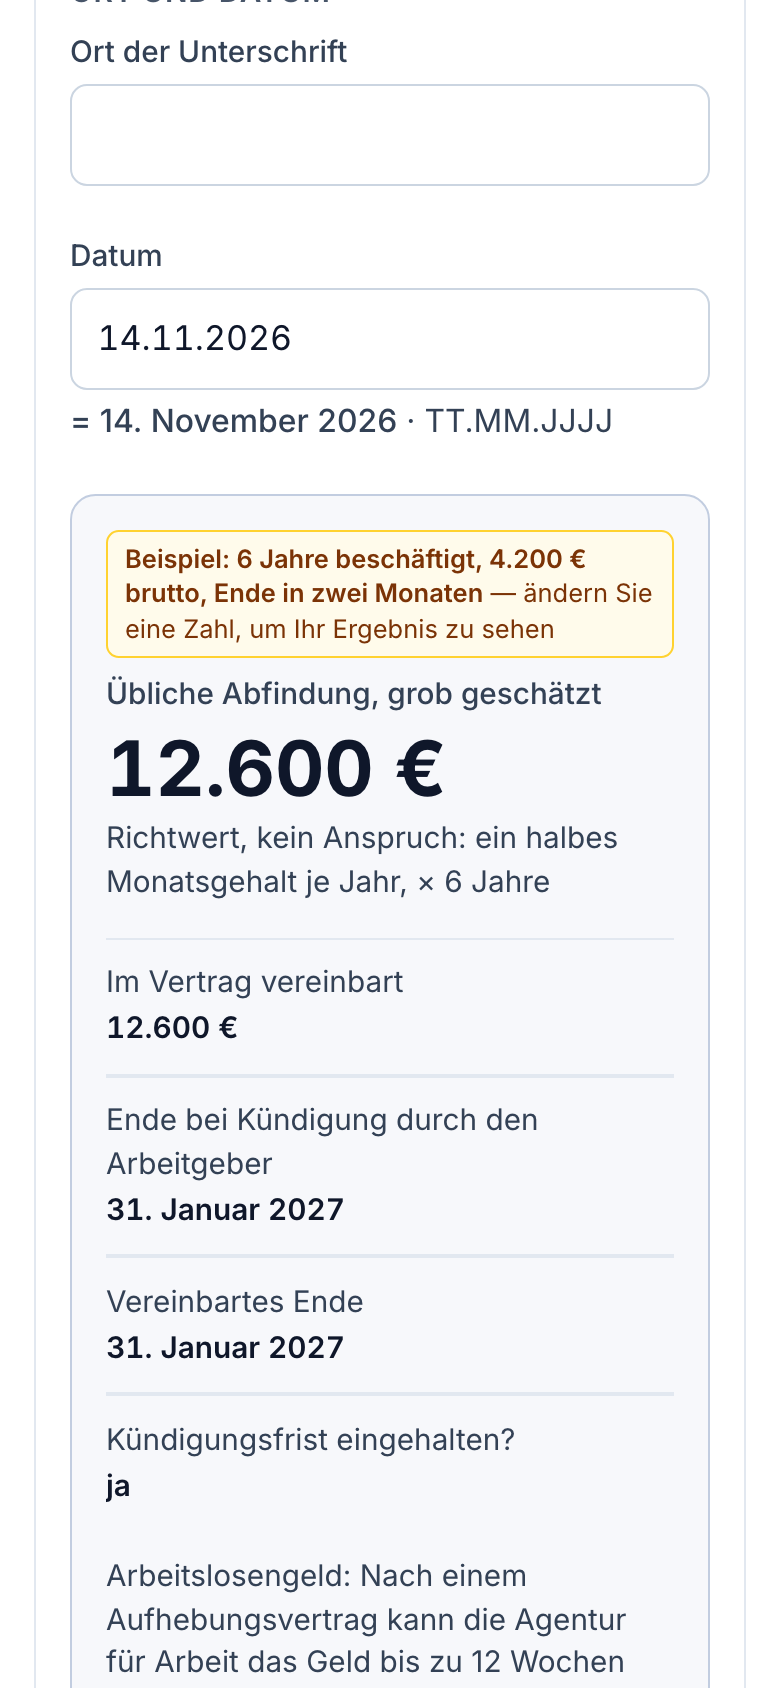 ORT UND DATUM
Ort der Unterschrift
Datum
14.11.2026
= 14. November 2026 · TT.MM.JJJJ
Beispiel: 6 Jahre beschäftigt, 4.200 €
brutto, Ende in zwei Monaten — ändern Sie
eine Zahl, um Ihr Ergebnis zu sehen
Übliche Abfindung, grob geschätzt
12.600 €
Richtwert, kein Anspruch: ein halbes
Monatsgehalt je Jahr, × 6 Jahre
Im Vertrag vereinbart
12.600 €
Ende bei Kündigung durch den
Arbeitgeber
31. Januar 2027
Vereinbartes Ende
31. Januar 2027
Kündigungsfrist eingehalten?
ja
Arbeitslosengeld: Nach einem
Aufhebungsvertrag kann die Agentur
für Arbeit das Geld bis zu 12 Wochen